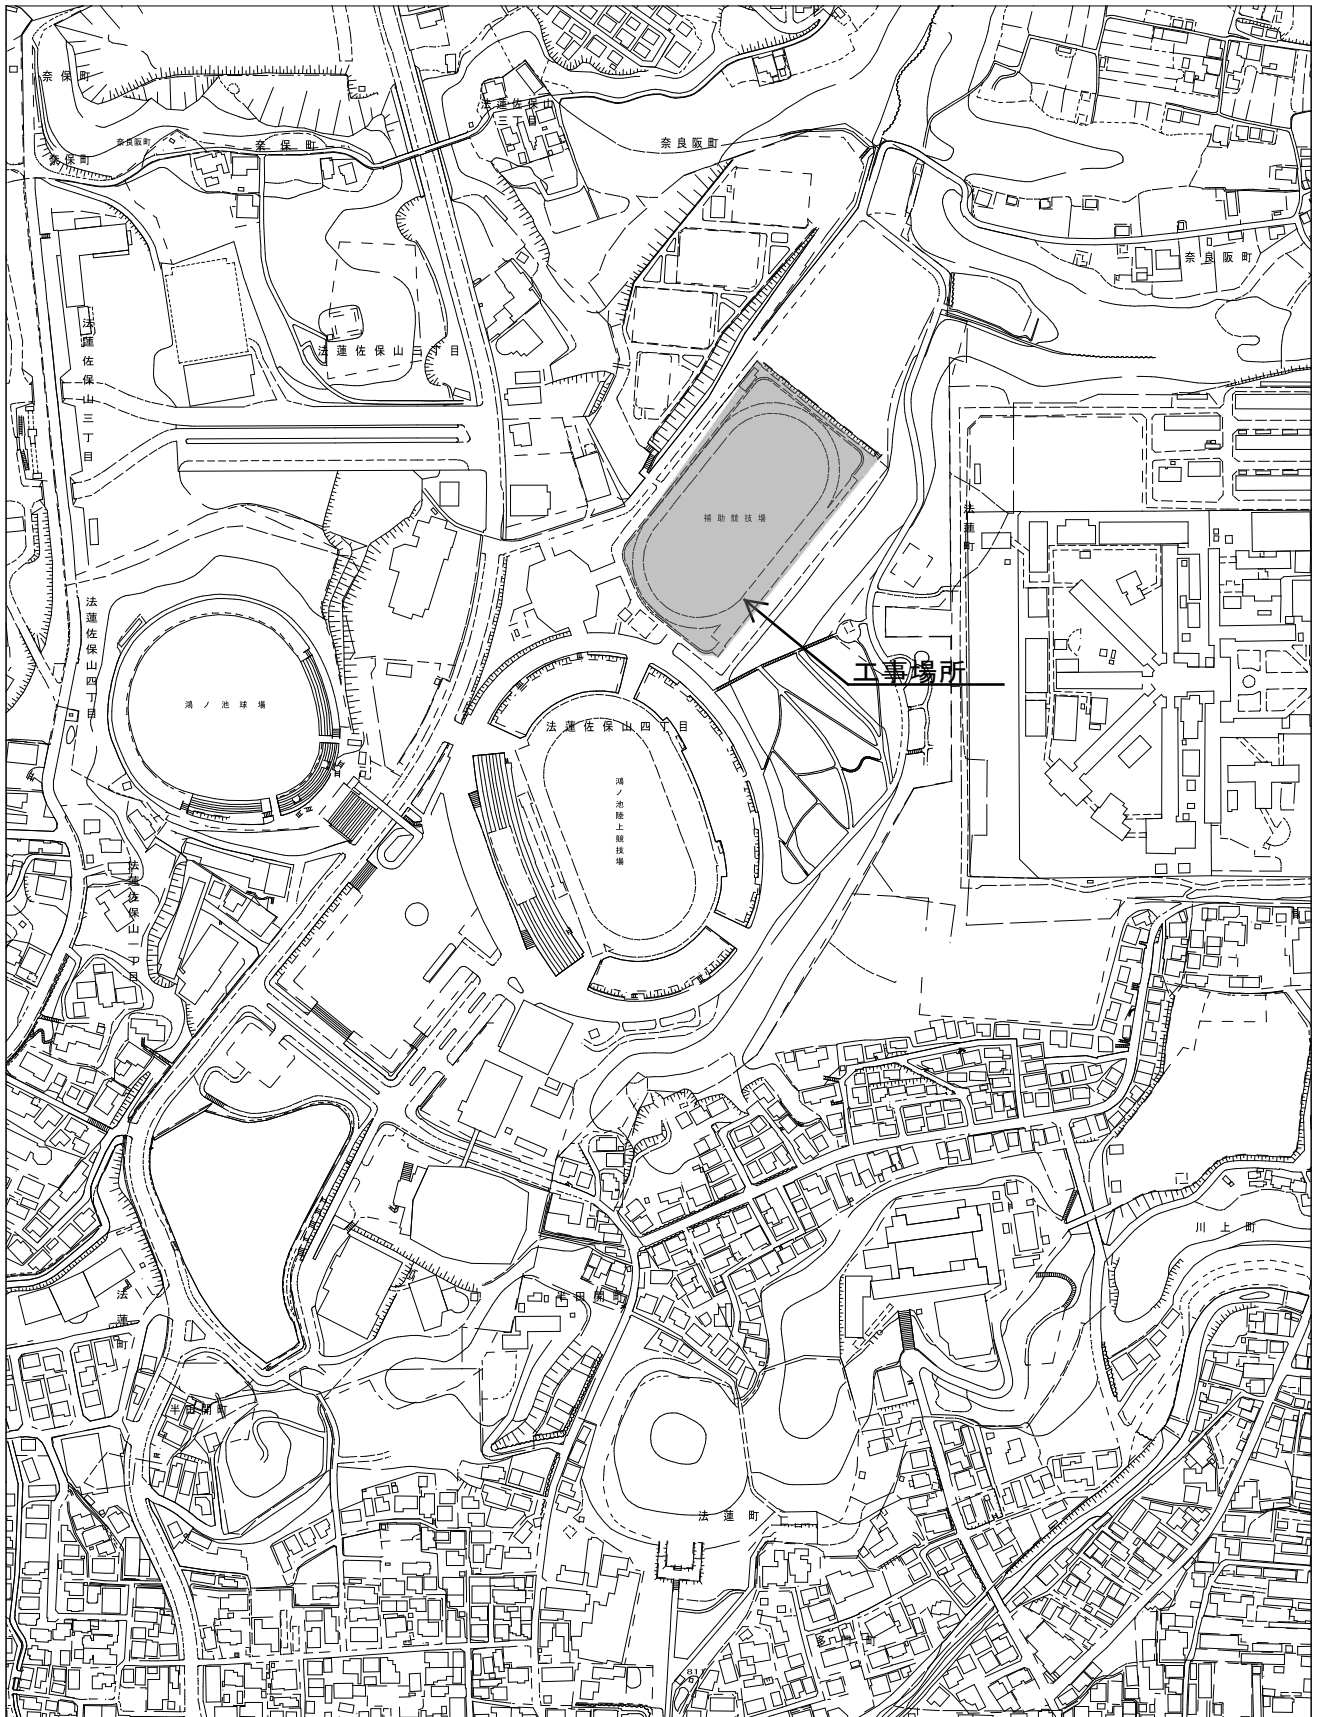 奈保町
法蓮佐保山
三丁目
奈良阪町
奈保町
奈良阪町
奈保町
奈良阪町
法蓮佐保山三丁目
法蓮佐保山三丁目
補助競技場
法蓮町
法蓮佐保山四丁目
工事場所
鴻ノ池球場
法蓮佐保山四丁目
鴻ノ池陸上競技場
法蓮佐保山一丁目
川上町
法蓮町
半田開町
半田開町
法蓮町